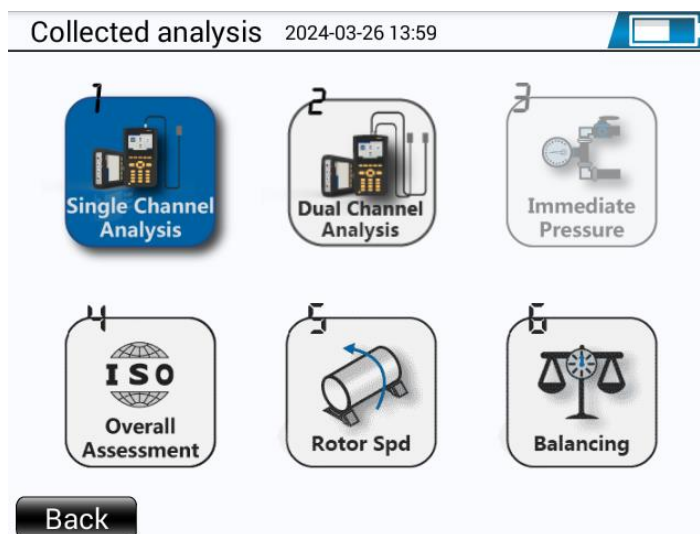 Collected analysis 2024-03-26 13:59
1
Single Channel
Analysis
2
Dual Channel
Analysis
3
Immediate
Pressure
4
ISO
Overall
Assessment
5
Rotor Spd
6
Balancing
Back